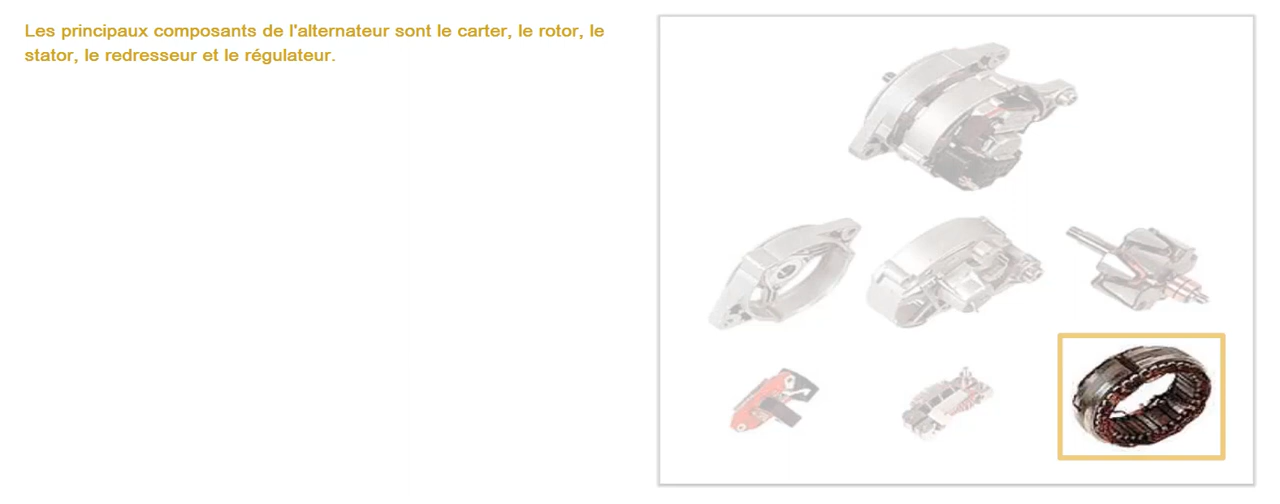 Les principaux composants de l'alternateur sont le carter, le rotor, le
stator, le redresseur et le régulateur.